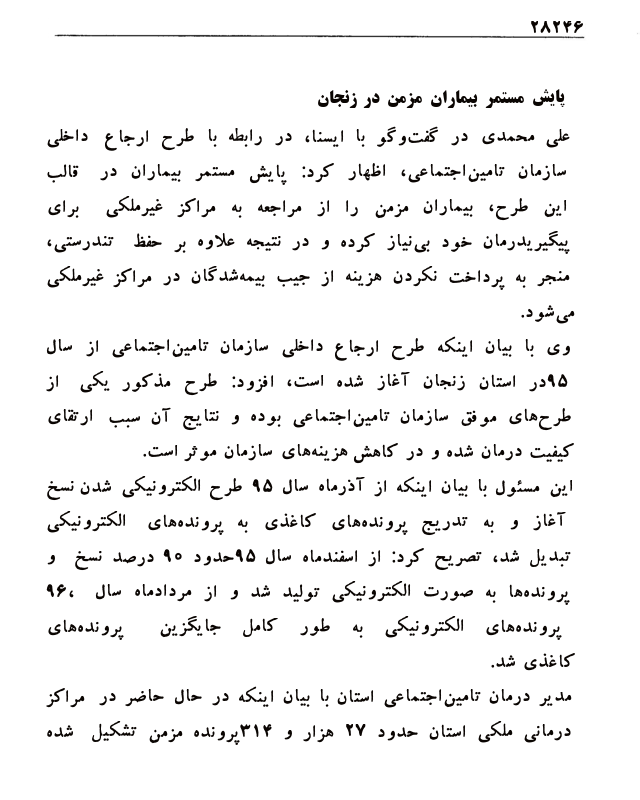 ۲۸۲۴۶
پایش مستمر بیماران مزمن در زنجان
علی محمدی در گفت‌وگو با ایسنا، در رابطه با طرح ارجاع داخلی
سازمان تامین‌اجتماعی، اظهار کرد: پایش مستمر بیماران در قالب
این طرح، بیماران مزمن را از مراجعه به مراکز غیرملکی برای
پیگیریدرمان خود بی‌نیاز کرده و در نتیجه علاوه بر حفظ تندرستی،
منجر به پرداخت نکردن هزینه از جیب بیمه‌شدگان در مراکز غیرملکی
می‌شود.
وی با بیان اینکه طرح ارجاع داخلی سازمان تامین‌اجتماعی از سال
۹۵در استان زنجان آغاز شده است، افزود: طرح مذکور یکی از
طرح‌های موفق سازمان تامین‌اجتماعی بوده و نتایج آن سبب ارتقای
کیفیت درمان شده و در کاهش هزینه‌های سازمان موثر است.
این مسئول با بیان اینکه از آذرماه سال ۹۵ طرح الکترونیکی شدن نسخ
آغاز و به تدریج پرونده‌های کاغذی به پرونده‌های الکترونیکی
تبدیل شد، تصریح کرد: از اسفندماه سال ۹۵حدود ۹۰ درصد نسخ و
پرونده‌ها به صورت الکترونیکی تولید شد و از مردادماه سال ۹۶،
پرونده‌های الکترونیکی به طور کامل جایگزین پرونده‌های
کاغذی شد.
مدیر درمان تامین‌اجتماعی استان با بیان اینکه در حال حاضر در مراکز
درمانی ملکی استان حدود ۲۷ هزار و ۳۱۴پرونده مزمن تشکیل شده